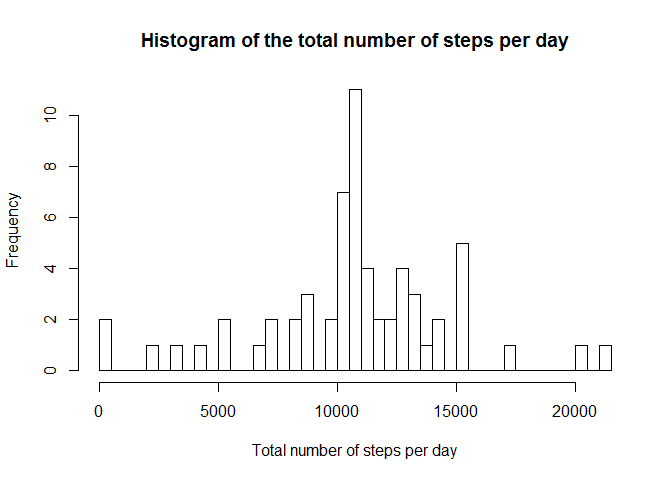 Histogram of the total number of steps per day
Frequency
10
8
6
4
2
0
0 5000 10000 15000 20000
Total number of steps per day